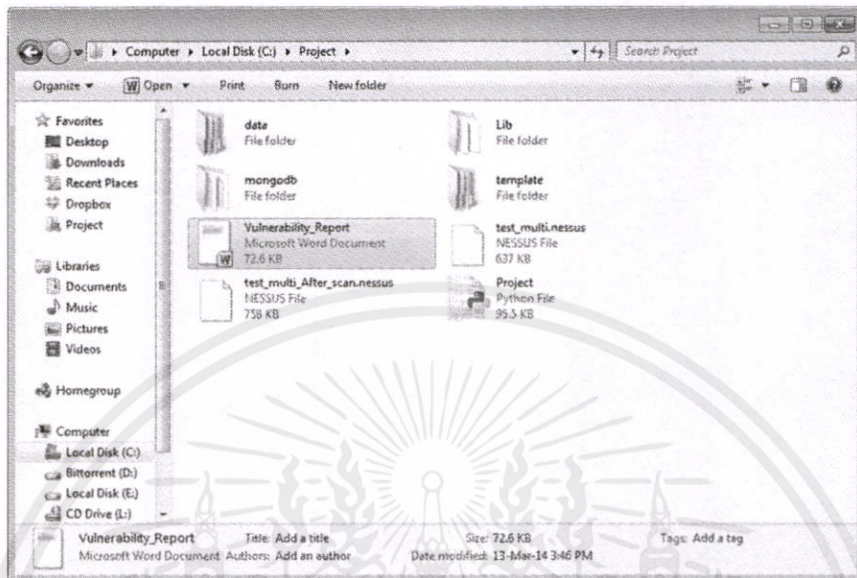 Computer ▸ Local Disk (C:) ▸ Project ▸
Search Project
Organize ▾ Open ▾ Print Burn New folder
Favorites
Desktop
Downloads
Recent Places
Dropbox
Project
Libraries
Documents
Music
Pictures
Videos
Homegroup
Computer
Local Disk (C:)
Bittorrent (D:)
Local Disk (E:)
CD Drive (L:)
data
File folder
Lib
File folder
mongodb
File folder
template
File folder
Vulnerability_Report
Microsoft Word Document
72.6 KB
test_multi.nessus
NESSUS File
637 KB
test_multi_After_scan.nessus
NESSUS File
758 KB
Project
Python File
95.5 KB
Vulnerability_Report Title: Add a title Size: 72.6 KB Tags: Add a tag
Microsoft Word Document Authors: Add an author Date modified: 13-Mar-14 3:46 PM